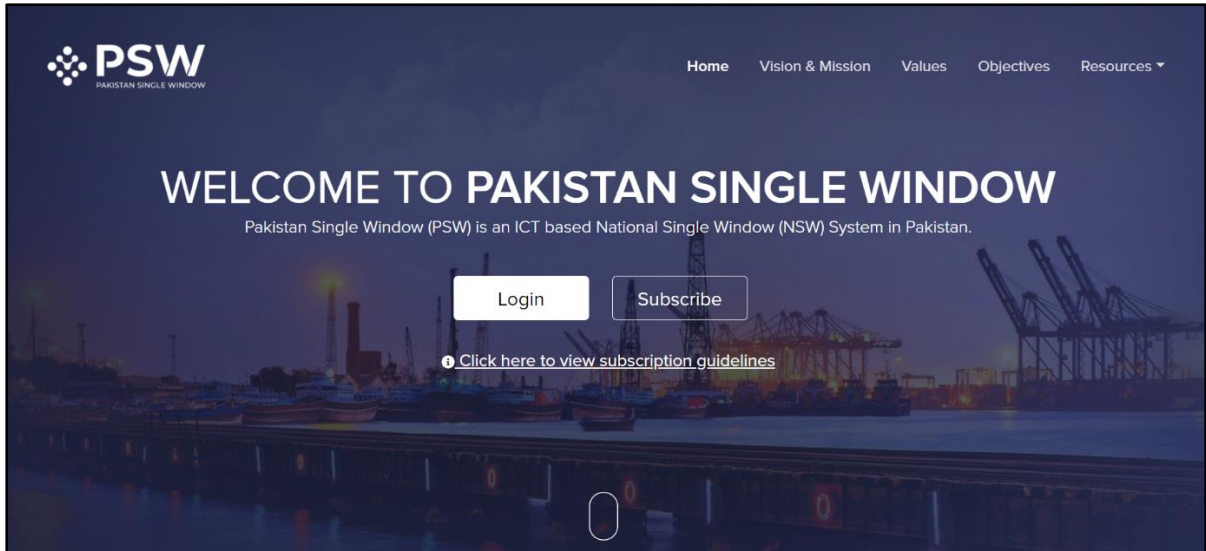 PSW
PAKISTAN SINGLE WINDOW
Home Vision & Mission Values Objectives Resources
WELCOME TO PAKISTAN SINGLE WINDOW
Pakistan Single Window (PSW) is an ICT based National Single Window (NSW) System in Pakistan.
Login Subscribe
Click here to view subscription guidelines